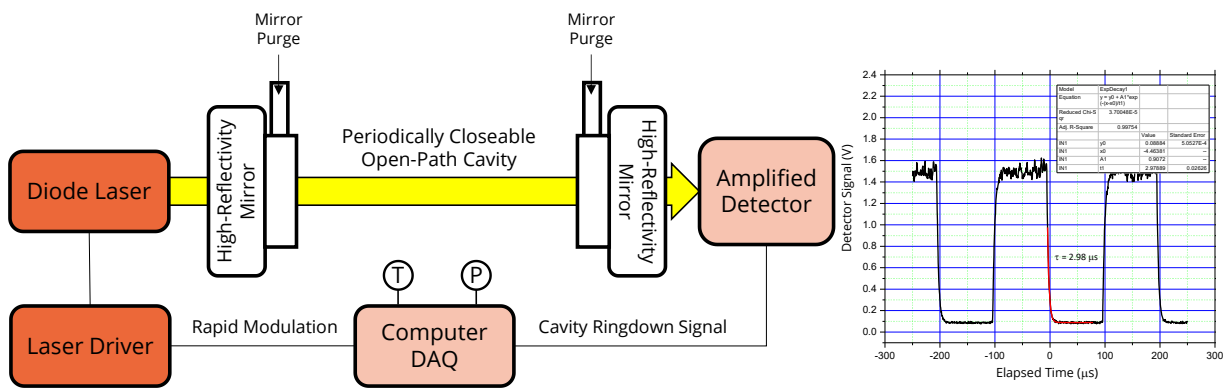 Mirror
Purge
Mirror
Purge
High-Reflectivity
Mirror
Periodically Closeable
Open-Path Cavity
High-Reflectivity
Mirror
Diode Laser
Amplified
Detector
T
P
Laser Driver
Rapid Modulation
Computer
DAQ
Cavity Ringdown Signal
Detector Signal (V)
2.4
2.2
2.0
1.8
1.6
1.4
1.2
1.0
0.8
0.6
0.4
0.2
0.0
Model ExpDecay1
Equation y = y0 + A1*exp
(-(x-x0)/t1)
Reduced Chi-S
qr 3.70048E-5
Adj. R-Square 0.99754
Value Standard Error
IN1 y0 0.08884 5.0527E-4
IN1 x0 -4.46381 --
IN1 A1 0.9072 --
IN1 t1 2.97689 0.02626
τ = 2.98 μs
-300 -200 -100 0 100 200 300
Elapsed Time (μs)